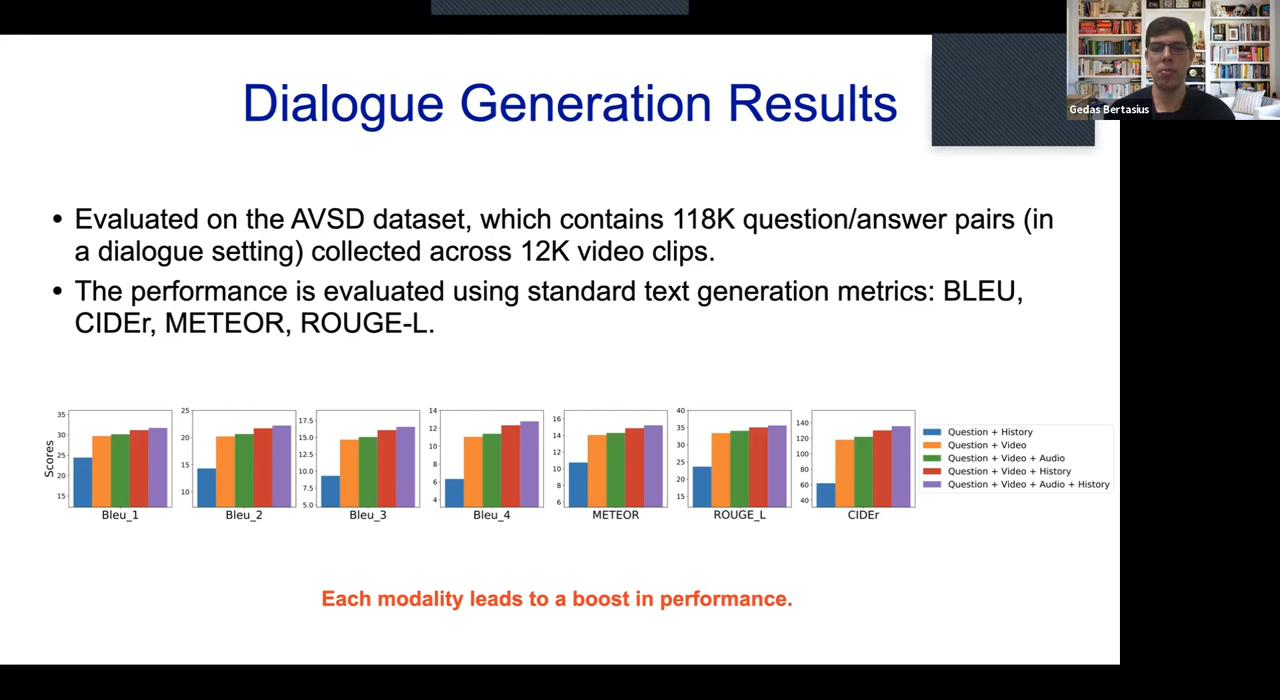 Gedas Bertasius
Dialogue Generation Results
• Evaluated on the AVSD dataset, which contains 118K question/answer pairs (in
a dialogue setting) collected across 12K video clips.
• The performance is evaluated using standard text generation metrics: BLEU,
CIDEr, METEOR, ROUGE-L.
Scores
35
30
25
20
15
Bleu_1
25
20
15
10
Bleu_2
17.5
15.0
12.5
10.0
7.5
5.0
Bleu_3
14
12
10
8
6
4
Bleu_4
16
14
12
10
8
6
METEOR
40
35
30
25
20
15
ROUGE_L
140
120
100
80
60
40
CIDEr
Question + History
Question + Video
Question + Video + Audio
Question + Video + History
Question + Video + Audio + History
Each modality leads to a boost in performance.